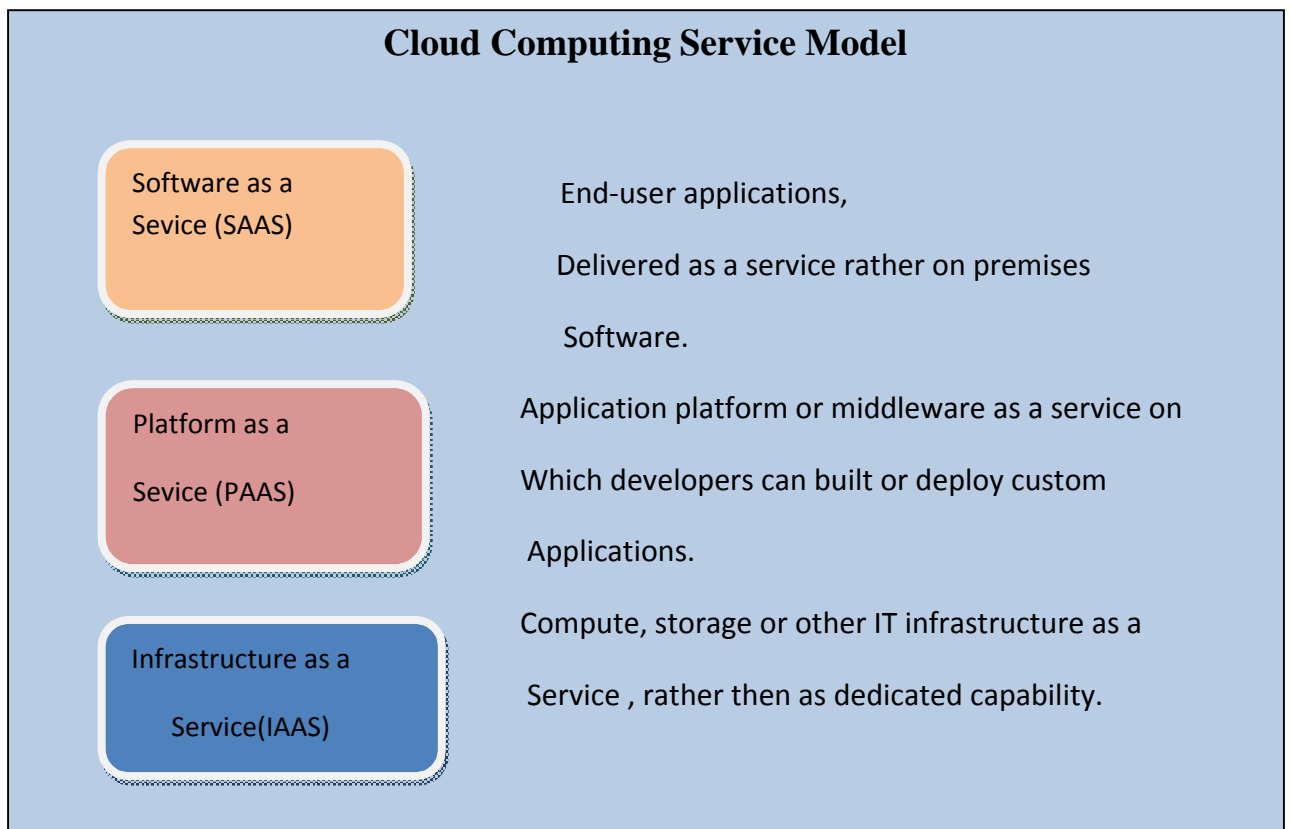 Cloud Computing Service Model
Software as a
Sevice (SAAS)
End-user applications,
Delivered as a service rather on premises
Software.
Platform as a
Sevice (PAAS)
Application platform or middleware as a service on
Which developers can built or deploy custom
Applications.
Infrastructure as a
Service(IAAS)
Compute, storage or other IT infrastructure as a
Service , rather then as dedicated capability.